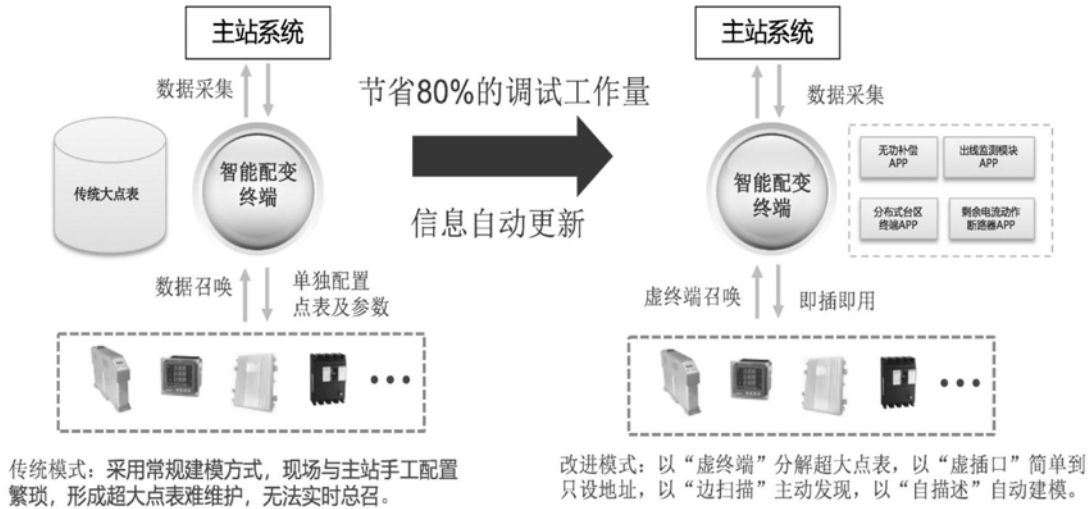 主站系统
数据采集
传统大点表
智能配变
终端
数据召唤
单独配置
点表及参数
传统模式：采用常规建模方式，现场与主站手工配置
繁琐，形成超大点表难维护，无法实时总召。
节省80%的调试工作量
信息自动更新
主站系统
数据采集
智能配变
终端
无功补偿
APP
出线监测模块
APP
分布式台区
终端APP
剩余电流动作
断路器APP
虚终端召唤
即插即用
改进模式：以“虚终端”分解超大点表，以“虚插口”简单到
只设地址，以“边扫描”主动发现，以“自描述”自动建模。